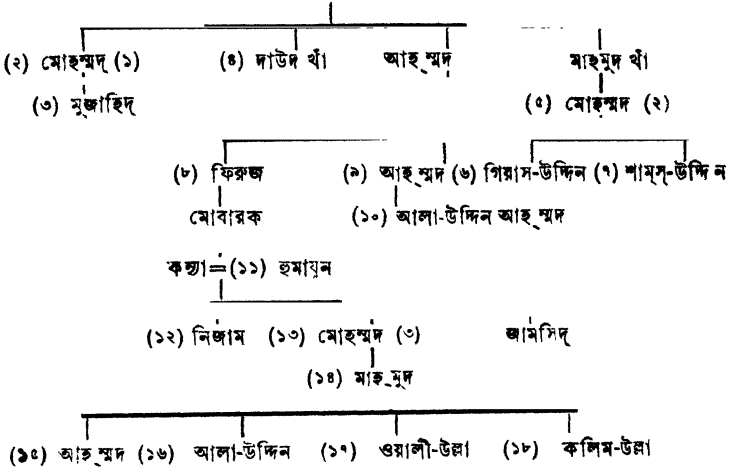 (২) মোহম্মদ্ (১) (৪) দাউদ খাঁ আহ্মদ্ মাহমুদ খাঁ
(৩) মুজাহিদ্ (৫) মোহম্মদ (২)
(৮) ফিরুজ (৯) আহ্মদ (৬) গিয়াস-উদ্দিন (৭) শাম্স্-উদ্দিন
মোবারক (১০) আলা-উদ্দিন আহ্মদ
কন্যা = (১১) হুমায়ুন
(১২) নিজাম (১৩) মোহম্মদ (৩) জামসিদ্
(১৪) মাহ্মুদ
(১৫) আহ্মদ (১৬) আলা-উদ্দিন (১৭) ওয়ালী-উল্লা (১৮) কলিম-উল্লা